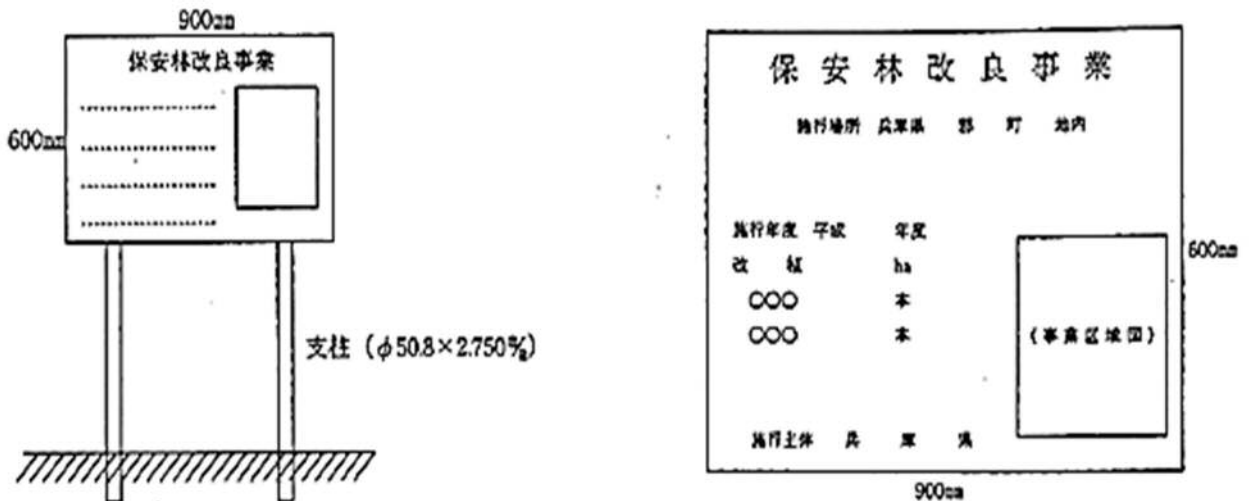 900mm
保安林改良事業
600mm
支柱（φ50.8×2.750%）
保安林改良事業
施行場所 兵庫県 郡 町 地内
施行年度 平成 年度
改植 ha
○○○ 本
○○○ 本
(事業区域図)
600mm
施行主体 兵庫県
900mm